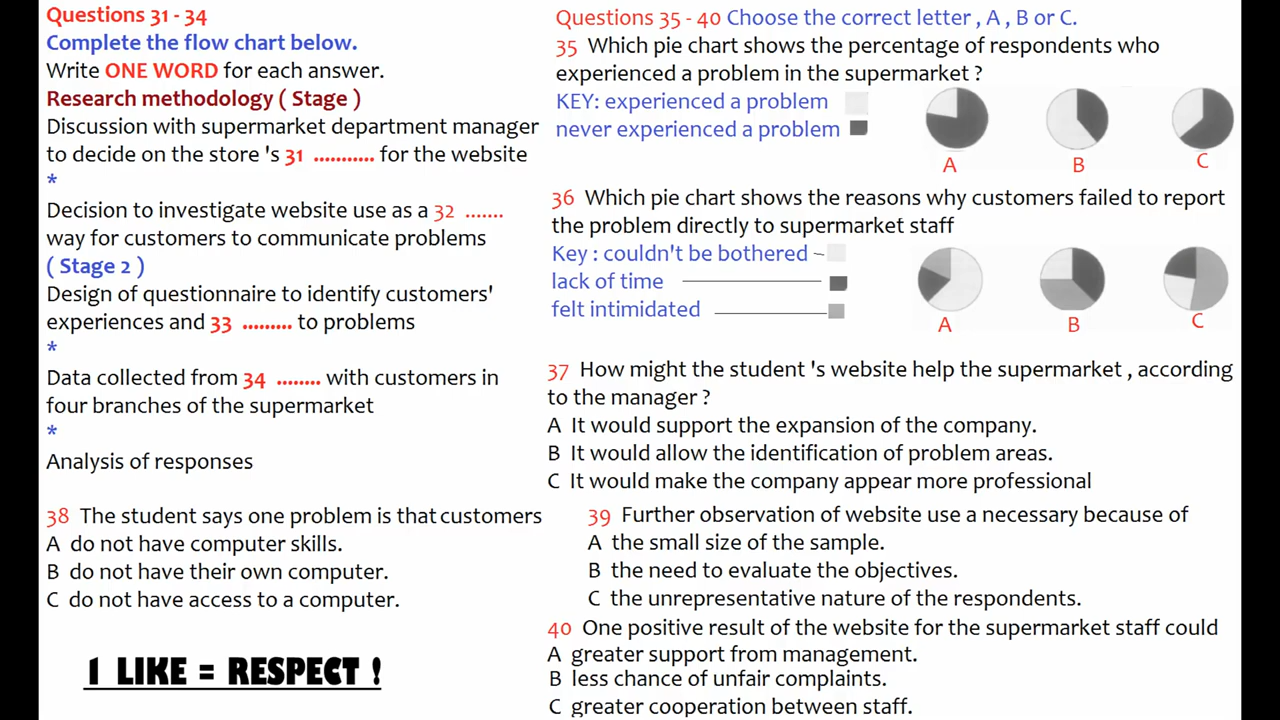 Questions 31 - 34
Complete the flow chart below.
Write ONE WORD for each answer.
Research methodology ( Stage )
Discussion with supermarket department manager
to decide on the store 's 31 ........... for the website
*
Decision to investigate website use as a 32 .......
way for customers to communicate problems
( Stage 2 )
Design of questionnaire to identify customers'
experiences and 33 ......... to problems
*
Data collected from 34 ........ with customers in
four branches of the supermarket
*
Analysis of responses
Questions 35 - 40 Choose the correct letter , A , B or C.
35 Which pie chart shows the percentage of respondents who
experienced a problem in the supermarket ?
KEY: experienced a problem
never experienced a problem
A B C
36 Which pie chart shows the reasons why customers failed to report
the problem directly to supermarket staff
Key : couldn't be bothered
lack of time
felt intimidated
A B C
37 How might the student 's website help the supermarket , according
to the manager ?
A It would support the expansion of the company.
B It would allow the identification of problem areas.
C It would make the company appear more professional
38 The student says one problem is that customers
A do not have computer skills.
B do not have their own computer.
C do not have access to a computer.
39 Further observation of website use a necessary because of
A the small size of the sample.
B the need to evaluate the objectives.
C the unrepresentative nature of the respondents.
40 One positive result of the website for the supermarket staff could
A greater support from management.
B less chance of unfair complaints.
C greater cooperation between staff.
1 LIKE = RESPECT !